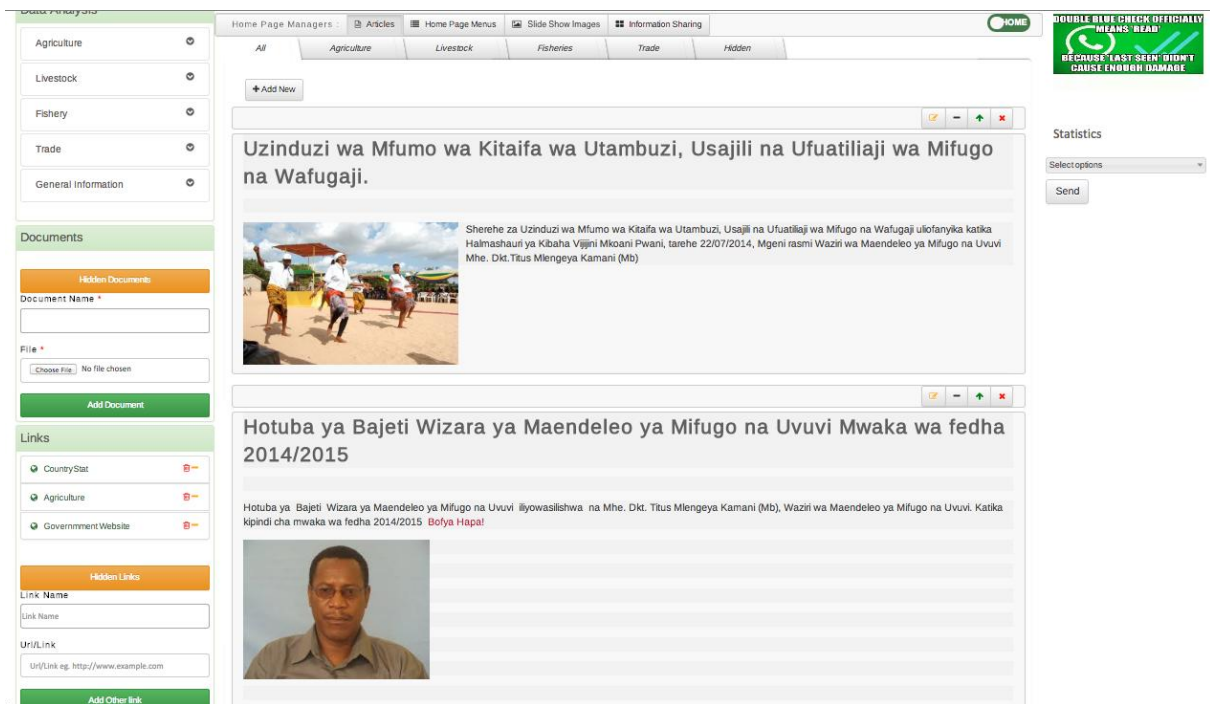 Data Analysis
Agriculture
Livestock
Fishery
Trade
General Information
Documents
Hidden Documents
Document Name *
File *
Choose File No file chosen
Add Document
Links
CountryStat
Agriculture
Governmment Website
Hidden Links
Link Name
Link Name
Url/Link
Url/Link eg. http://www.example.com
Add Other link
Home Page Managers : Articles Home Page Menus Slide Show Images Information Sharing
HOME
All Agriculture Livestock Fisheries Trade Hidden
+ Add New
Uzinduzi wa Mfumo wa Kitaifa wa Utambuzi, Usajili na Ufuatiliaji wa Mifugo
na Wafugaji.
Sherehe za Uzinduzi wa Mfumo wa Kitaifa wa Utambuzi, Usajili na Ufuatiliaji wa Mifugo na Wafugaji uliofanyika katika
Halmashauri ya Kibaha Vijijini Mkoani Pwani, tarehe 22/07/2014, Mgeni rasmi Waziri wa Maendeleo ya Mifugo na Uvuvi
Mhe. Dkt.Titus Mlengeya Kamani (Mb)
Hotuba ya Bajeti Wizara ya Maendeleo ya Mifugo na Uvuvi Mwaka wa fedha
2014/2015
Hotuba ya Bajeti Wizara ya Maendeleo ya Mifugo na Uvuvi iliyowasilishwa na Mhe. Dkt. Titus Mlengeya Kamani (Mb), Waziri wa Maendeleo ya Mifugo na Uvuvi. Katika
kipindi cha mwaka wa fedha 2014/2015 Bofya Hapa!
DOUBLE BLUE CHECK OFFICIALLY
MEANS 'READ'
BECAUSE 'LAST SEEN' DIDN'T
CAUSE ENOUGH DAMAGE
Statistics
Select options
Send